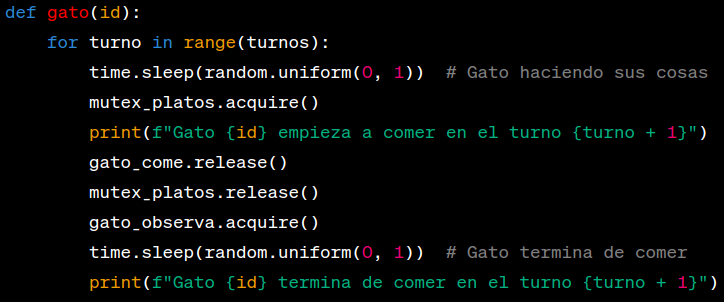 def gato(id):
    for turno in range(turnos):
        time.sleep(random.uniform(0, 1))  # Gato haciendo sus cosas
        mutex_platos.acquire()
        print(f"Gato {id} empieza a comer en el turno {turno + 1}")
        gato_come.release()
        mutex_platos.release()
        gato_observa.acquire()
        time.sleep(random.uniform(0, 1))  # Gato termina de comer
        print(f"Gato {id} termina de comer en el turno {turno + 1}")